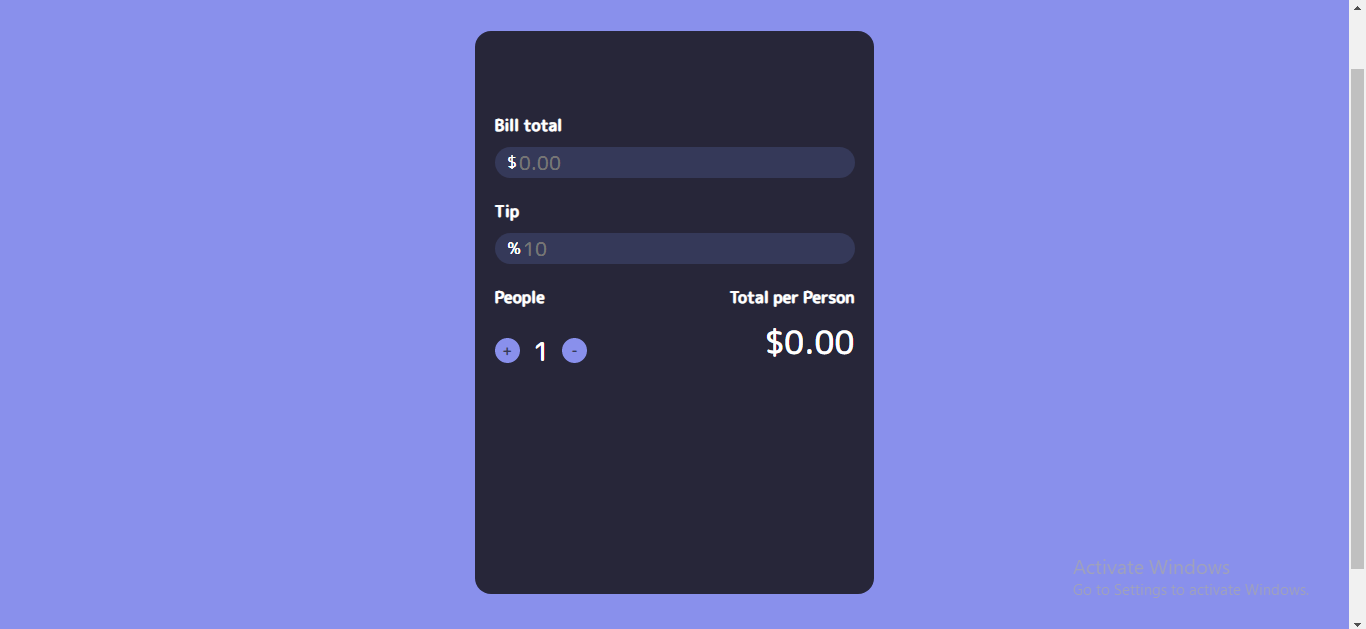 Bill total
$0.00
Tip
%10
People Total per Person
+ 1 - $0.00
Activate Windows
Go to Settings to activate Windows.